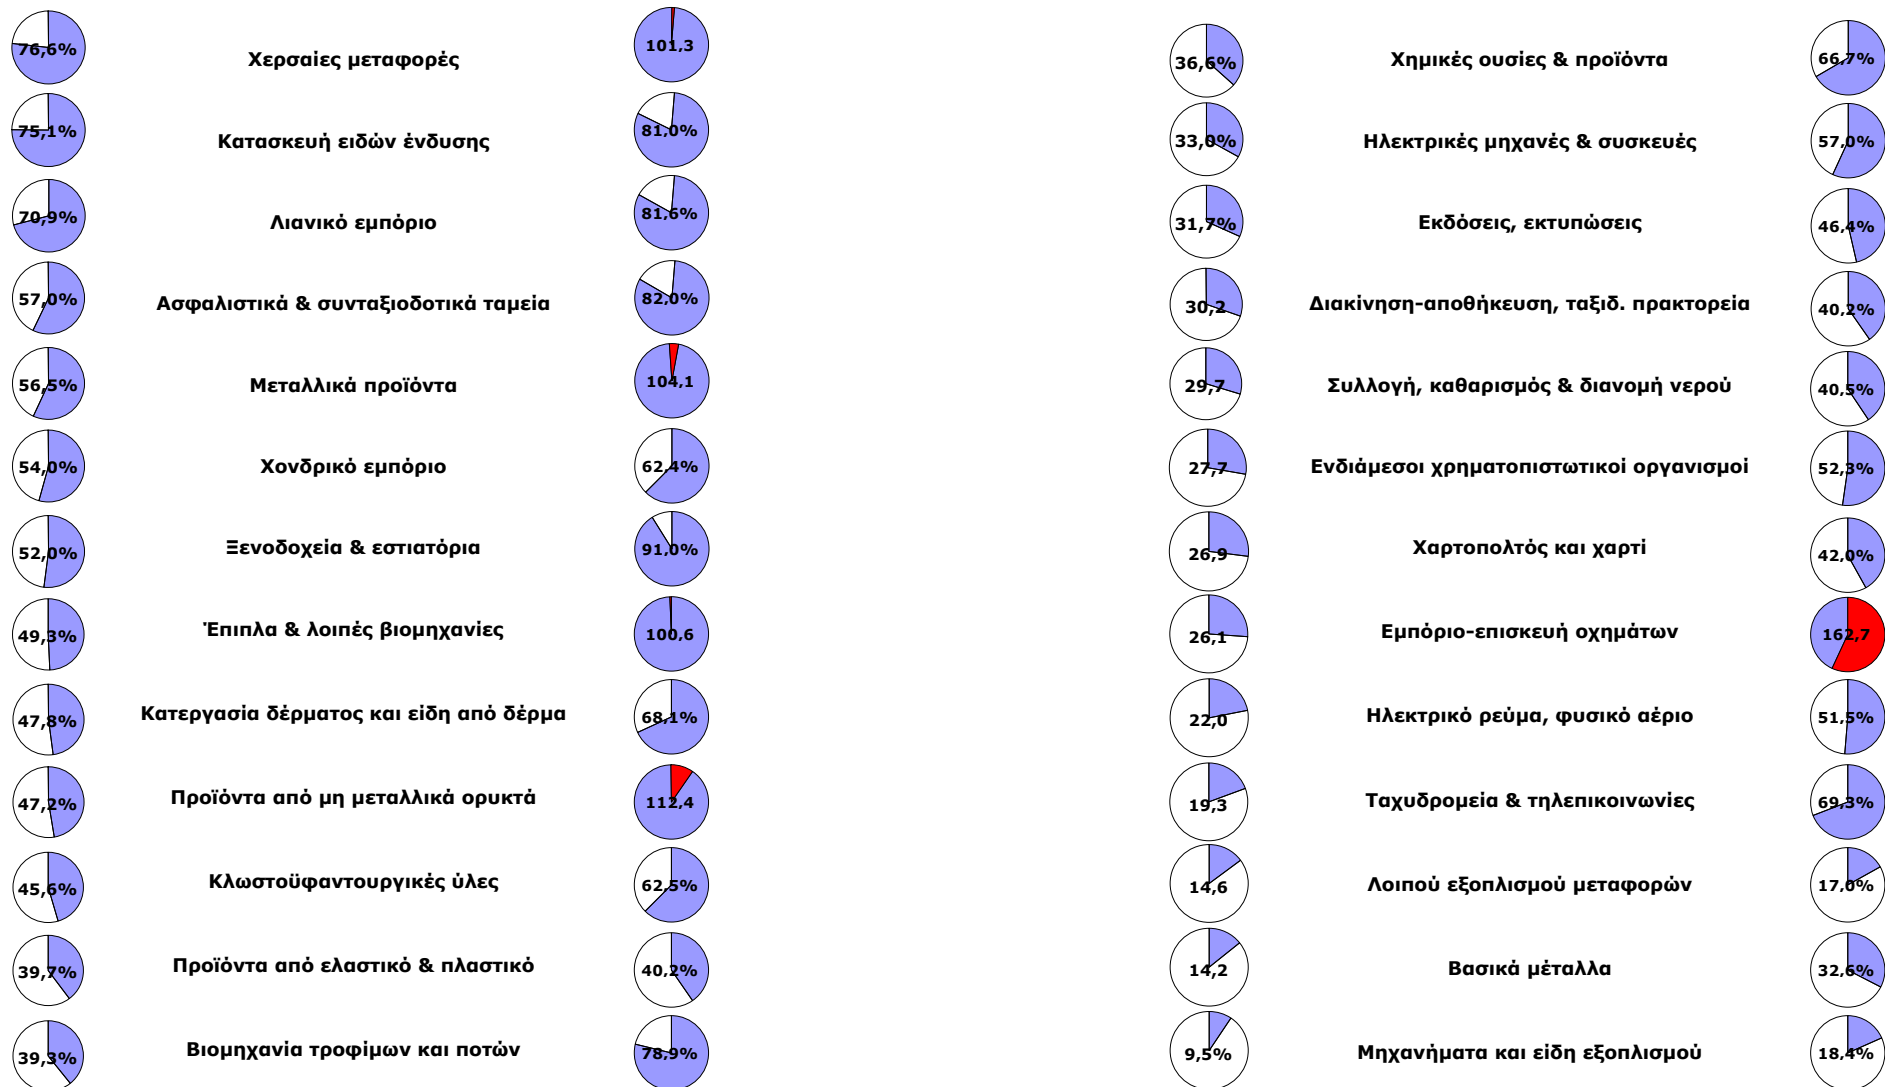 76,6% Χερσαίες μεταφορές 101,3
75,1% Κατασκευή ειδών ένδυσης 81,0%
70,9% Λιανικό εμπόριο 81,6%
57,0% Ασφαλιστικά & συνταξιοδοτικά ταμεία 82,0%
56,5% Μεταλλικά προϊόντα 104,1
54,0% Χονδρικό εμπόριο 62,4%
52,0% Ξενοδοχεία & εστιατόρια 91,0%
49,3% Έπιπλα & λοιπές βιομηχανίες 100,6
47,8% Κατεργασία δέρματος και είδη από δέρμα 68,1%
47,2% Προϊόντα από μη μεταλλικά ορυκτά 112,4
45,6% Κλωστοϋφαντουργικές ύλες 62,5%
39,7% Προϊόντα από ελαστικό & πλαστικό 40,2%
39,3% Βιομηχανία τροφίμων και ποτών 78,9%
36,6% Χημικές ουσίες & προϊόντα 66,7%
33,0% Ηλεκτρικές μηχανές & συσκευές 57,0%
31,7% Εκδόσεις, εκτυπώσεις 46,4%
30,2 Διακίνηση-αποθήκευση, ταξιδ. πρακτορεία 40,2%
29,7 Συλλογή, καθαρισμός & διανομή νερού 40,5%
27,7 Ενδιάμεσοι χρηματοπιστωτικοί οργανισμοί 52,3%
26,9 Χαρτοπολτός και χαρτί 42,0%
26,1 Εμπόριο-επισκευή οχημάτων 162,7
22,0 Ηλεκτρικό ρεύμα, φυσικό αέριο 51,5%
19,3 Ταχυδρομεία & τηλεπικοινωνίες 69,3%
14,6 Λοιπού εξοπλισμού μεταφορών 17,0%
14,2 Βασικά μέταλλα 32,6%
9,5% Μηχανήματα και είδη εξοπλισμού 18,4%